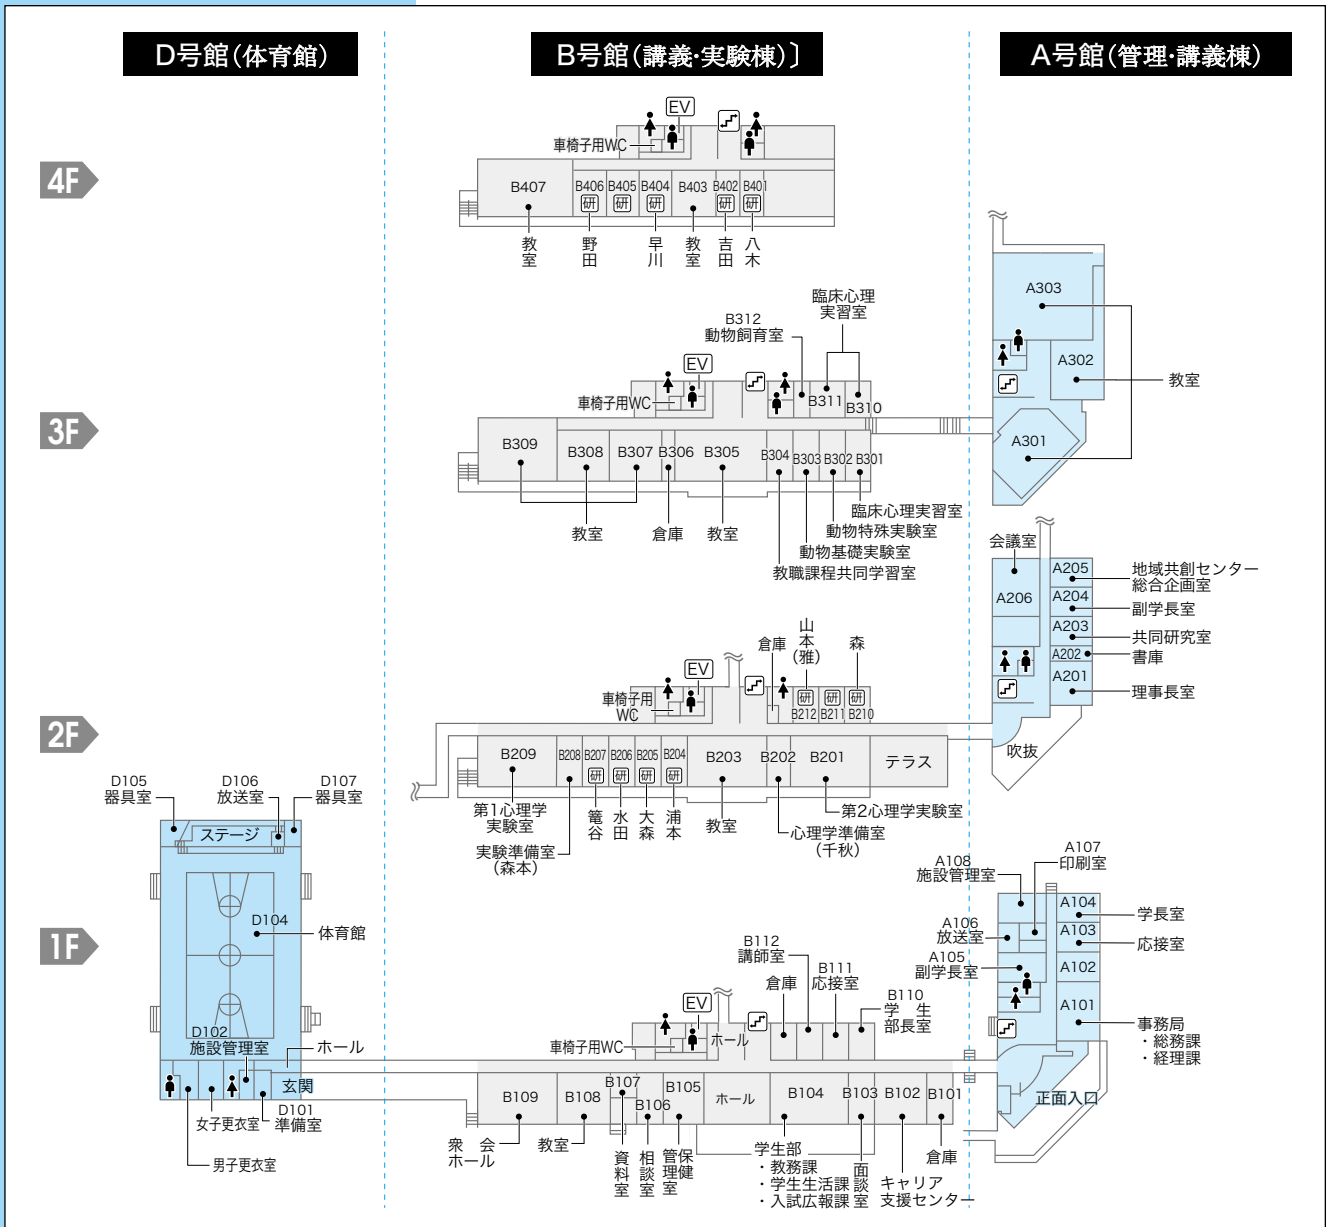 D号館(体育館)
B号館(講義・実験棟)〕
A号館(管理・講義棟)
4F
EV
車椅子用WC
B407
B406
B405
B404
B403
B402
B401
研
研
研
研
研
教室
野田
早川
教室
吉田
八木
3F
臨床心理
実習室
B312
動物飼育室
EV
車椅子用WC
B311
B310
B309
B308
B307
B306
B305
B304
B303
B302
B301
教室
倉庫
教室
臨床心理実習室
動物特殊実験室
動物基礎実験室
教職課程共同学習室
A303
A302
A301
教室
2F
山本(雅)
倉庫
森
EV
車椅子用
WC
研
研
研
B212
B211
B210
B209
B208
B207
B206
B205
B204
B203
B202
B201
テラス
研
研
研
研
第1心理学
実験室
実験準備室
(森本)
篭谷
水田
大森
浦本
教室
心理学準備室
(千秋)
第2心理学実験室
会議室
A206
A205
A204
A203
A202
A201
地域共創センター
総合企画室
副学長室
共同研究室
書庫
理事長室
吹抜
1F
D105
器具室
D106
放送室
D107
器具室
ステージ
D104
体育館
D102
施設管理室
ホール
玄関
D101
準備室
女子更衣室
男子更衣室
B112
講師室
倉庫
B111
応接室
B110
学生
部長室
EV
車椅子用WC
ホール
B109
B108
B107
B106
B105
ホール
B104
B103
B102
B101
衆会
ホール
教室
資料室
相談室
保健
管理室
学生部
・教務課
・学生生活課
・入試広報課
面談室
キャリア
支援センター
倉庫
A108
施設管理室
A107
印刷室
A106
放送室
A105
副学長室
A104
A103
A102
A101
学長室
応接室
事務局
・総務課
・経理課
正面入口